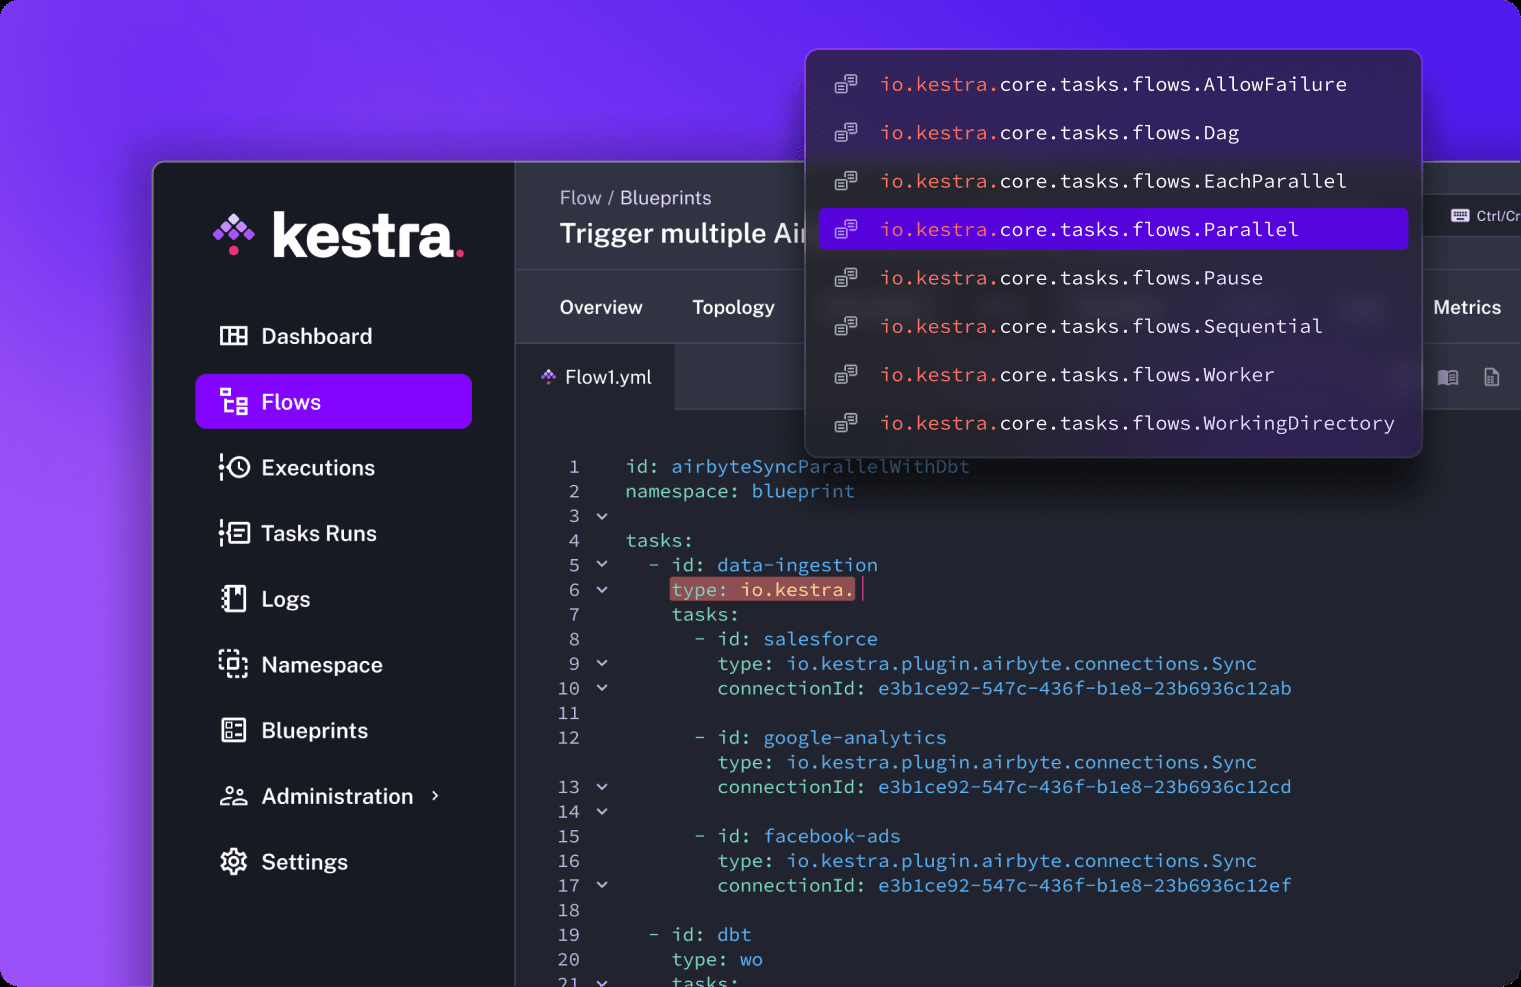 kestra.
Dashboard
Flows
Executions
Tasks Runs
Logs
Namespace
Blueprints
Administration
Settings
Flow / Blueprints
Trigger multiple
Ctrl/
Overview
Topology
Metrics
Flow1.yml
io.kestra.core.tasks.flows.AllowFailure
io.kestra.core.tasks.flows.Dag
io.kestra.core.tasks.flows.EachParallel
io.kestra.core.tasks.flows.Parallel
io.kestra.core.tasks.flows.Pause
io.kestra.core.tasks.flows.Sequential
io.kestra.core.tasks.flows.Worker
io.kestra.core.tasks.flows.WorkingDirectory
1 id: airbyteSyncParallelWithDbt
2 namespace: blueprint
3
4 tasks:
5 - id: data-ingestion
6 type: io.kestra.
7 tasks:
8 - id: salesforce
9 type: io.kestra.plugin.airbyte.connections.Sync
10 connectionId: e3b1ce92-547c-436f-b1e8-23b6936c12ab
11
12 - id: google-analytics
type: io.kestra.plugin.airbyte.connections.Sync
13 connectionId: e3b1ce92-547c-436f-b1e8-23b6936c12cd
14
15 - id: facebook-ads
16 type: io.kestra.plugin.airbyte.connections.Sync
17 connectionId: e3b1ce92-547c-436f-b1e8-23b6936c12ef
18
19 - id: dbt
20 type: wo
21 tasks: